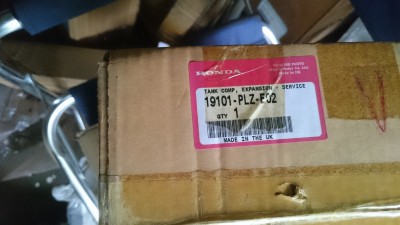 HONDA
TANK COMP, EXPANSION - SERVICE
19101-PLZ-E02
QTY 1
MADE IN THE UK